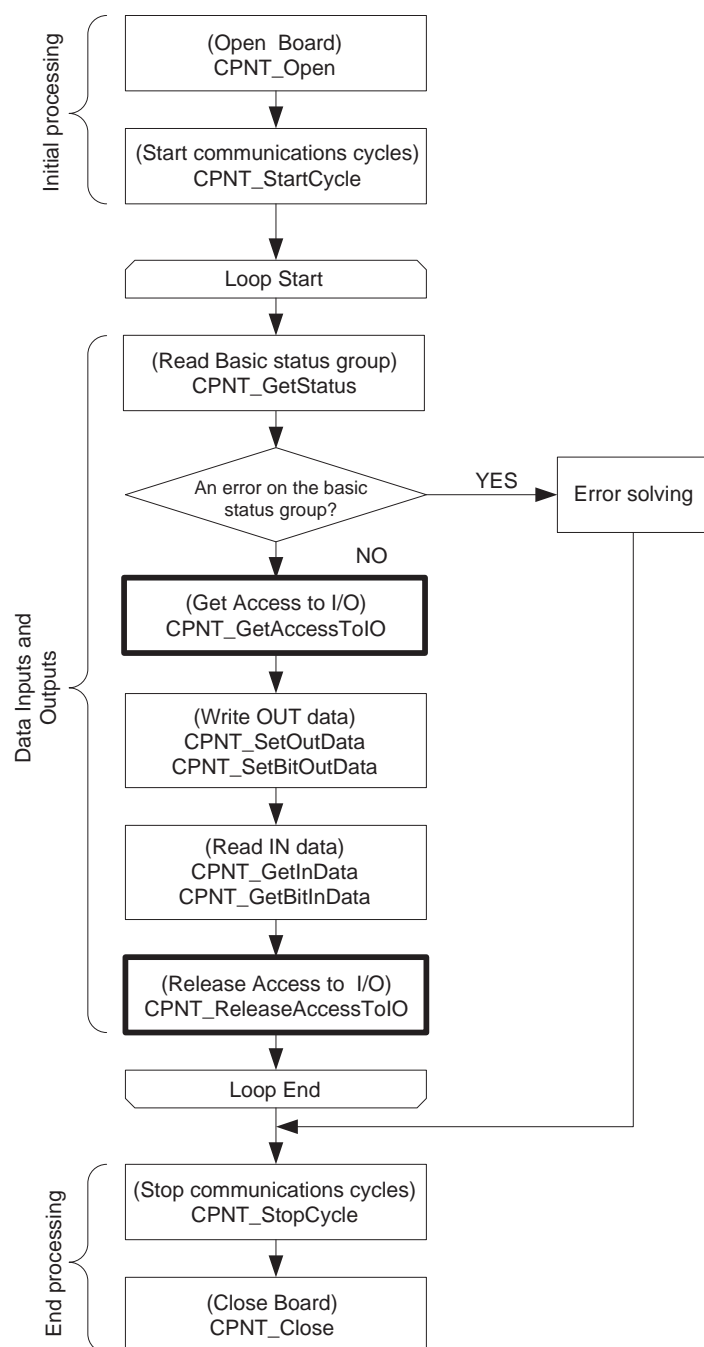 Initial processing
(Open Board)
CPNT_Open
(Start communications cycles)
CPNT_StartCycle
Loop Start
Data Inputs and
Outputs
(Read Basic status group)
CPNT_GetStatus
An error on the basic
status group?
YES
Error solving
NO
(Get Access to I/O)
CPNT_GetAccessToIO
(Write OUT data)
CPNT_SetOutData
CPNT_SetBitOutData
(Read IN data)
CPNT_GetInData
CPNT_GetBitInData
(Release Access to I/O)
CPNT_ReleaseAccessToIO
Loop End
End processing
(Stop communications cycles)
CPNT_StopCycle
(Close Board)
CPNT_Close